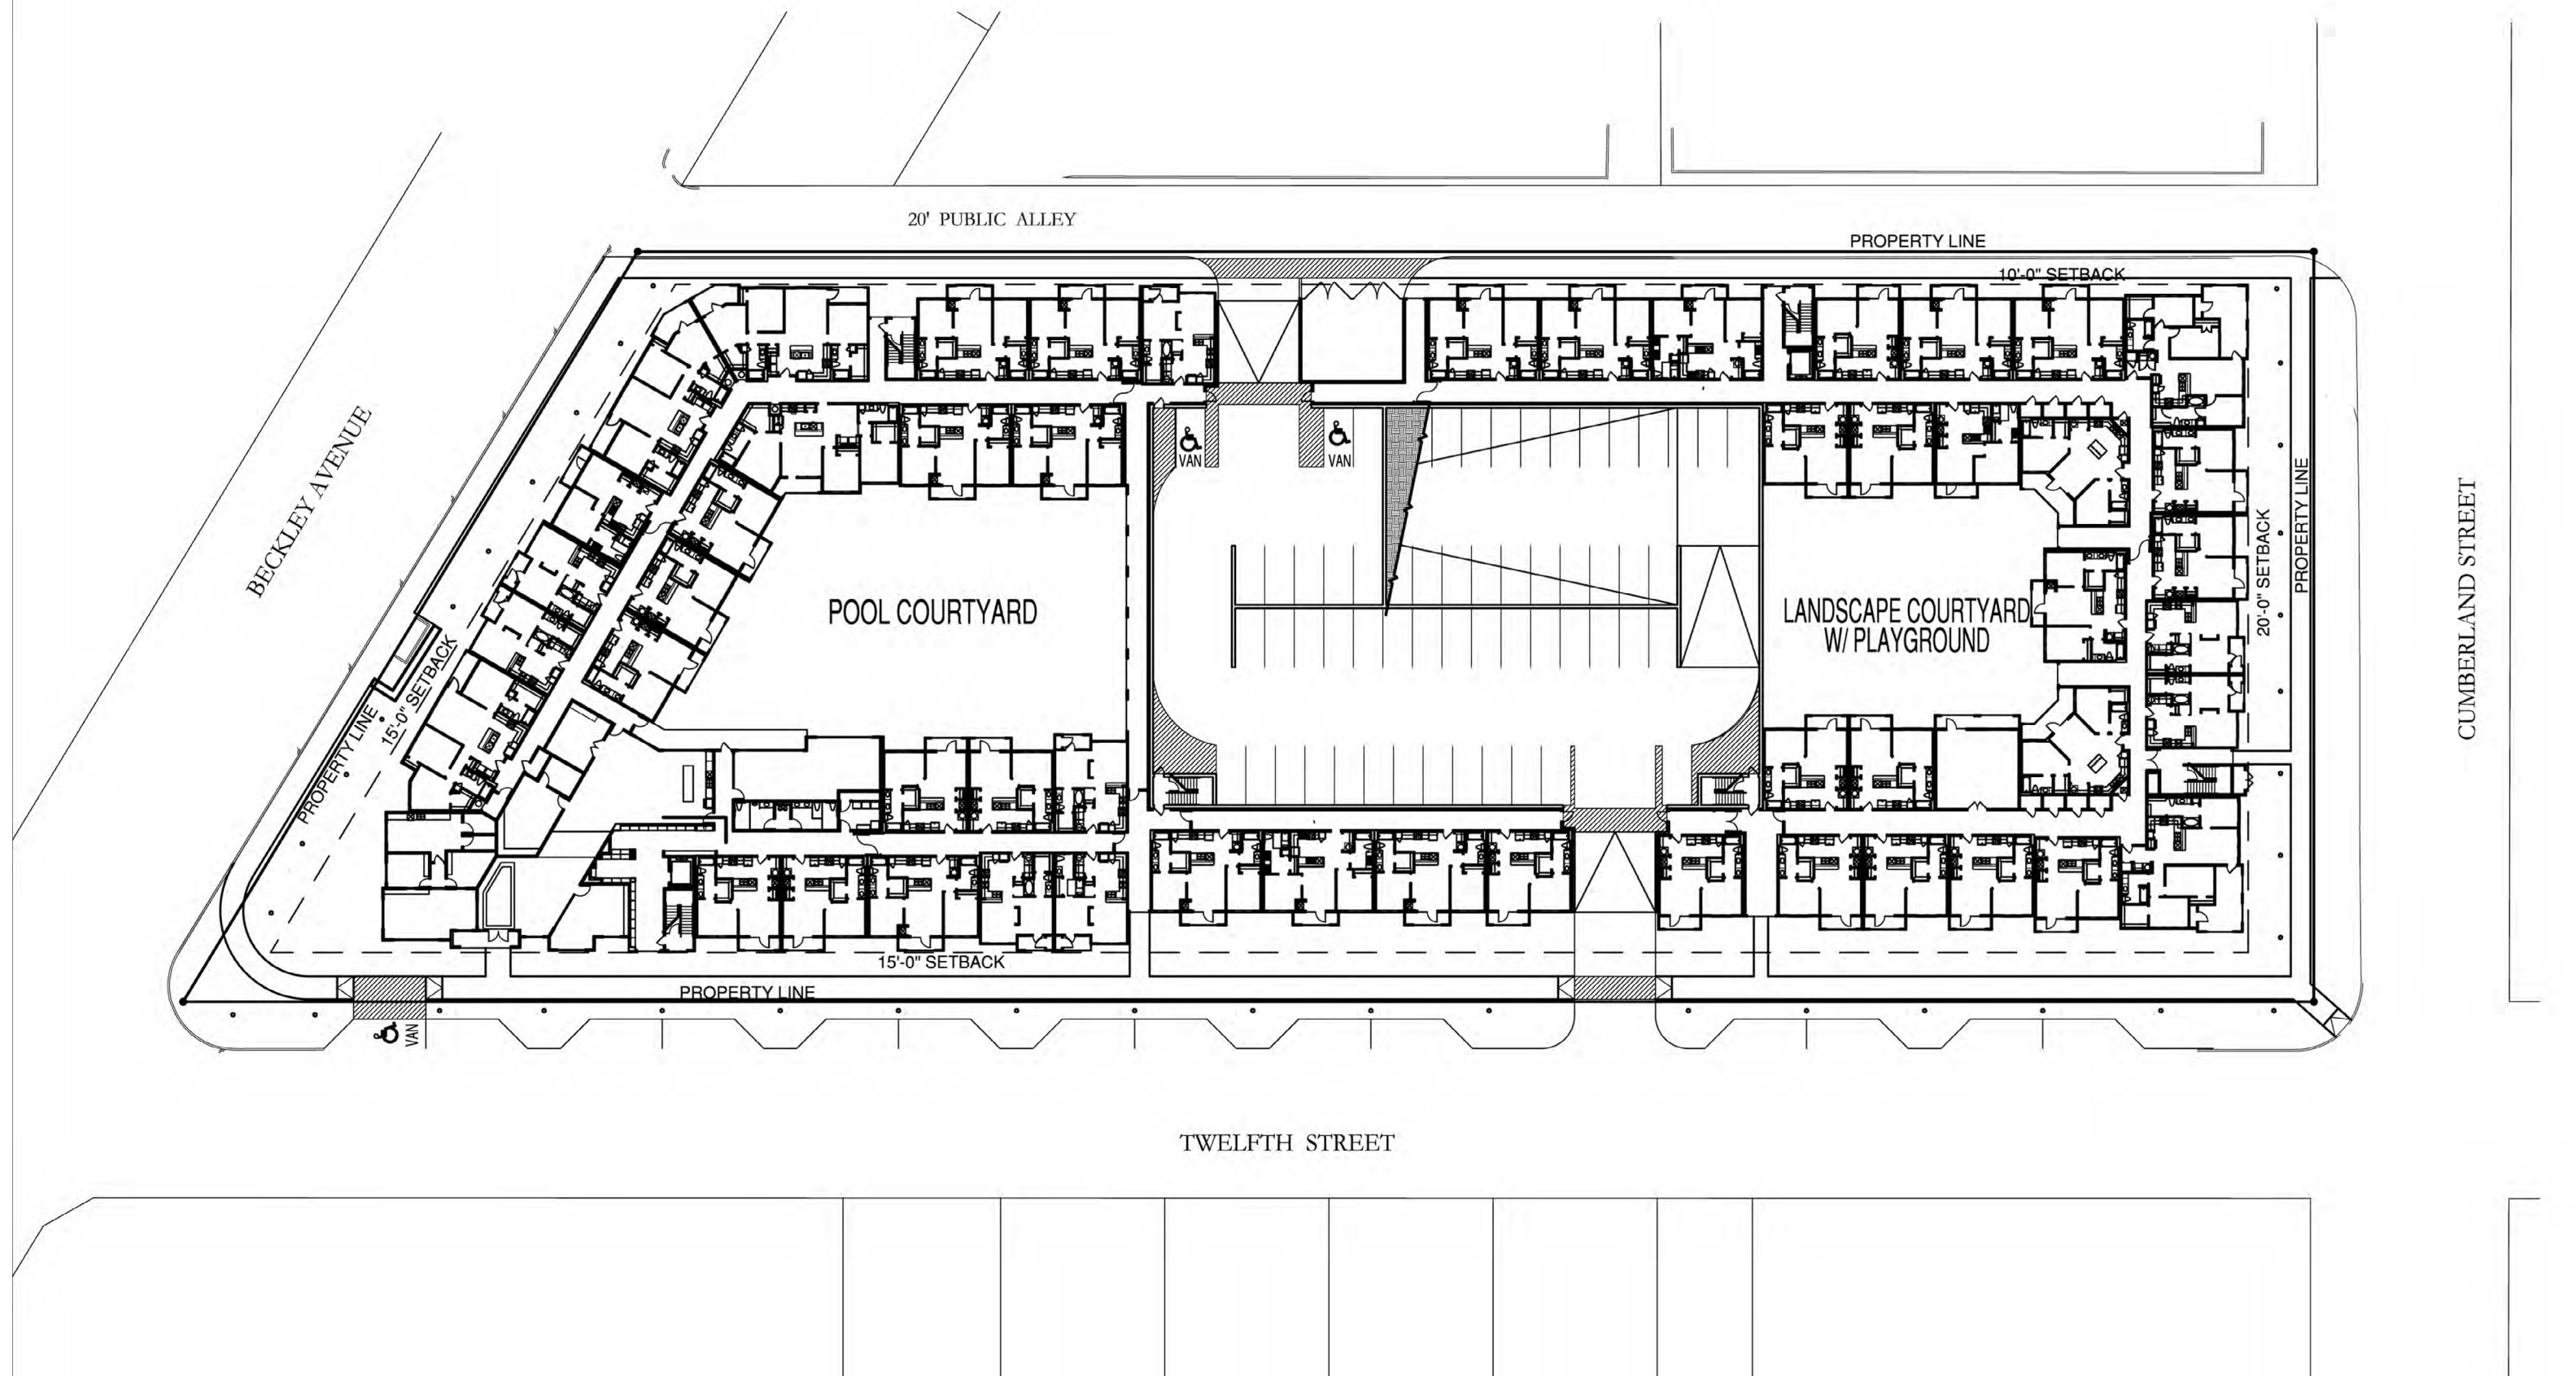 20' PUBLIC ALLEY
PROPERTY LINE
10'-0" SETBACK
BECKLEY AVENUE
VAN
VAN
PROPERTY LINE
20'-0" SETBACK
CUMBERLAND STREET
POOL COURTYARD
LANDSCAPE COURTYARD
W/ PLAYGROUND
15'-0" SETBACK
PROPERTY LINE
15'-0" SETBACK
PROPERTY LINE
VAN
TWELFTH STREET